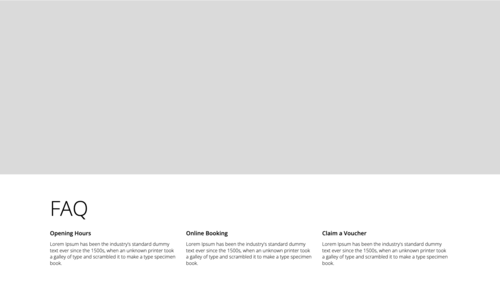 FAQ
Opening Hours
Lorem Ipsum has been the industry's standard dummy
text ever since the 1500s, when an unknown printer took
a galley of type and scrambled it to make a type specimen
book.
Online Booking
Lorem Ipsum has been the industry's standard dummy
text ever since the 1500s, when an unknown printer took
a galley of type and scrambled it to make a type specimen
book.
Claim a Voucher
Lorem Ipsum has been the industry's standard dummy
text ever since the 1500s, when an unknown printer took
a galley of type and scrambled it to make a type specimen
book.